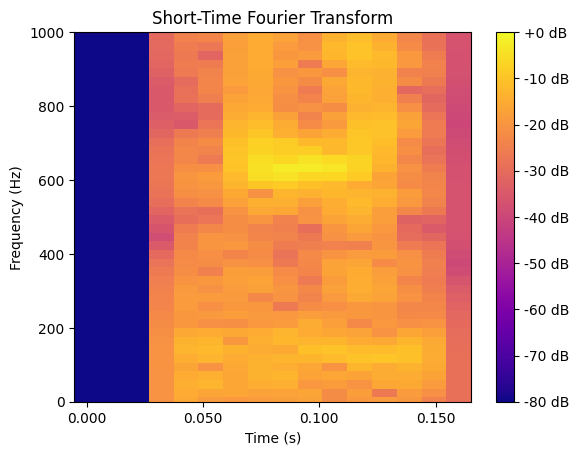 Short-Time Fourier Transform
Frequency (Hz)
1000
800
600
400
200
0
0.000
0.050
0.100
0.150
Time (s)
+0 dB
-10 dB
-20 dB
-30 dB
-40 dB
-50 dB
-60 dB
-70 dB
-80 dB